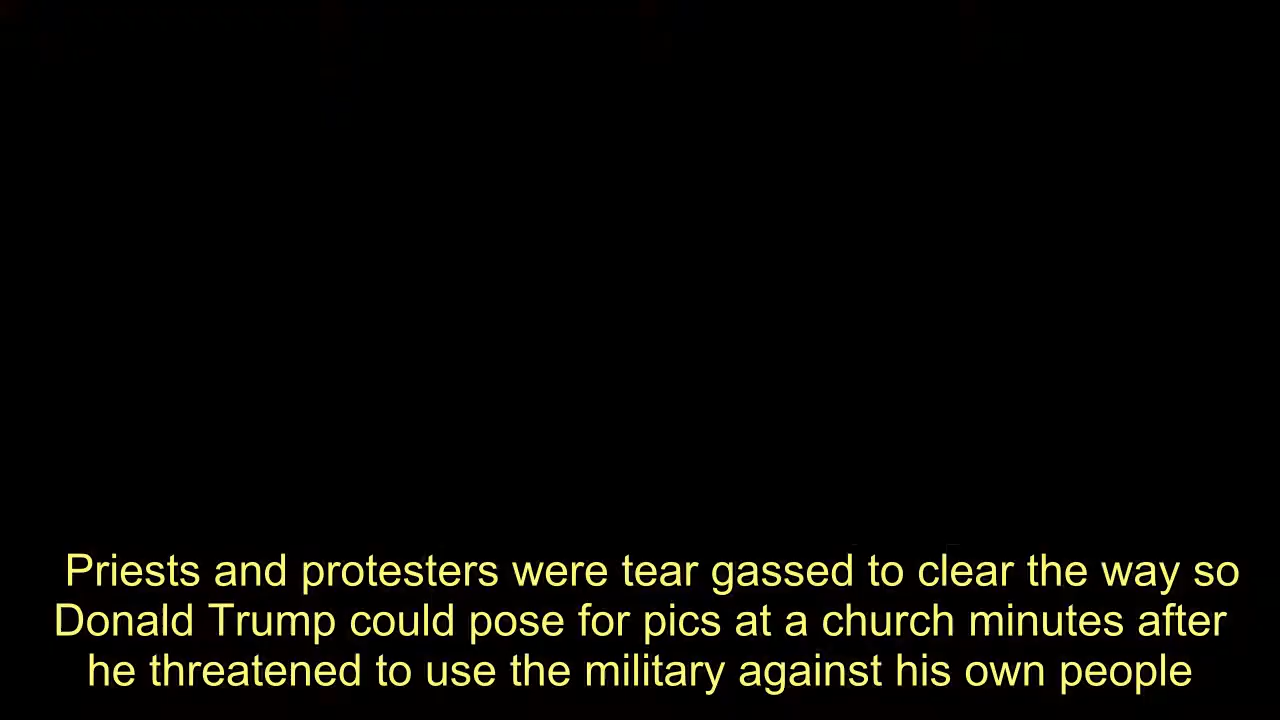 Priests and protesters were tear gassed to clear the way so
Donald Trump could pose for pics at a church minutes after
he threatened to use the military against his own people